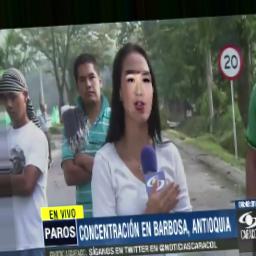 20
EN VIVO
PAROS CONCENTRACIÓN EN BARBOSA, ANTIOQUIA
SÍGANOS EN TWITTER EN @NOTICIASCARACOL